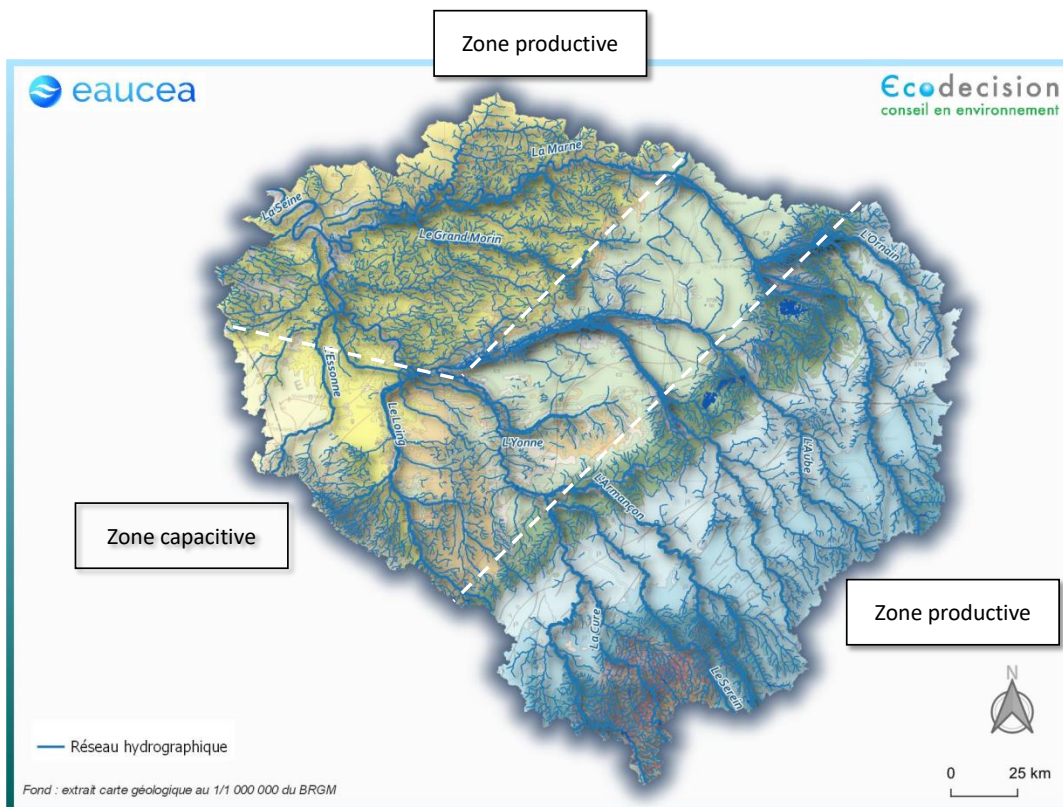 Zone productive
eaucea
Ecodecision
conseil en environnement
La Marne
La Seine
Le Grand Morin
L'Ornain
L'Essonne
Le Loing
L'Yonne
L'Aube
L'Armançon
Zone capacitive
Zone productive
La Cure
Le Serein
N
Réseau hydrographique
0 25 km
Fond : extrait carte géologique au 1/1 000 000 du BRGM